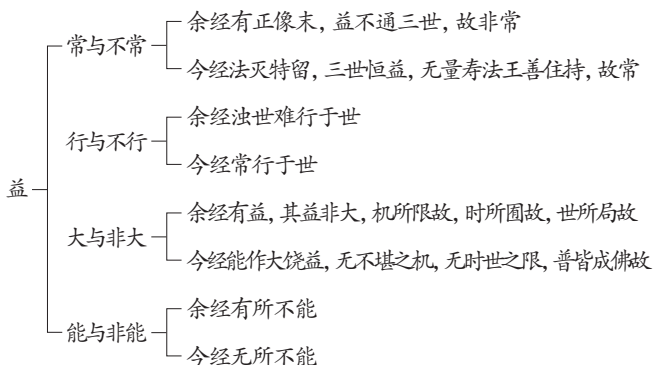 益
常与不常
余经有正像末, 益不通三世, 故非常
今经法灭特留, 三世恒益, 无量寿法王善住持, 故常
行与不行
余经浊世难行于世
今经常行于世
大与非大
余经有益, 其益非大, 机所限故, 时所囿故, 世所局故
今经能作大饶益, 无不堪之机, 无时世之限, 普皆成佛故
能与非能
余经有所不能
今经无所不能